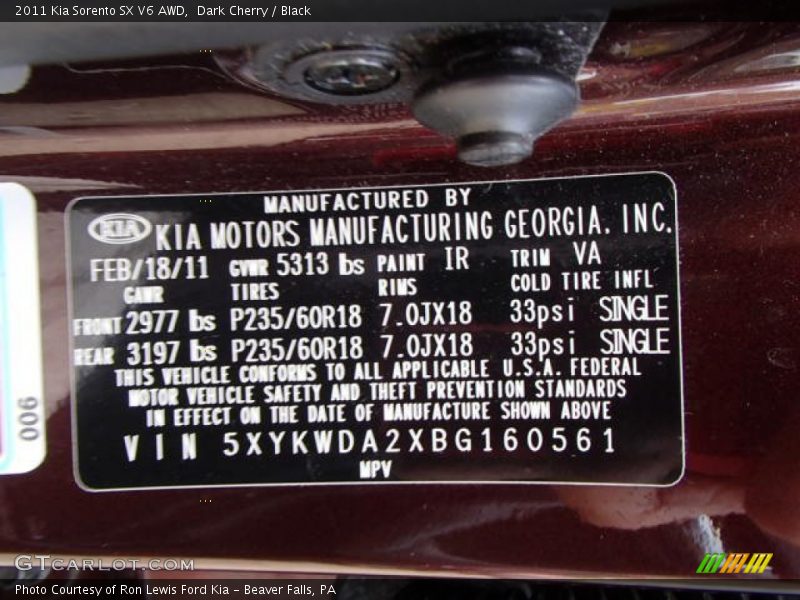 2011 Kia Sorento SX V6 AWD,  Dark Cherry / Black
MANUFACTURED BY
KIA KIA MOTORS MANUFACTURING GEORGIA. INC.
FEB/18/11 GVWR 5313 lbs PAINT IR TRIM VA
GAWR TIRES RIMS COLD TIRE INFL
FRONT 2977 lbs P235/60R18 7.0JX18 33psi SINGLE
REAR 3197 lbs P235/60R18 7.0JX18 33psi SINGLE
THIS VEHICLE CONFORMS TO ALL APPLICABLE U.S.A. FEDERAL
MOTOR VEHICLE SAFETY AND THEFT PREVENTION STANDARDS
IN EFFECT ON THE DATE OF MANUFACTURE SHOWN ABOVE
VIN 5XYKWDA2XBG160561
MPV
006
GTCARLOT.COM
Photo Courtesy of Ron Lewis Ford Kia - Beaver Falls, PA